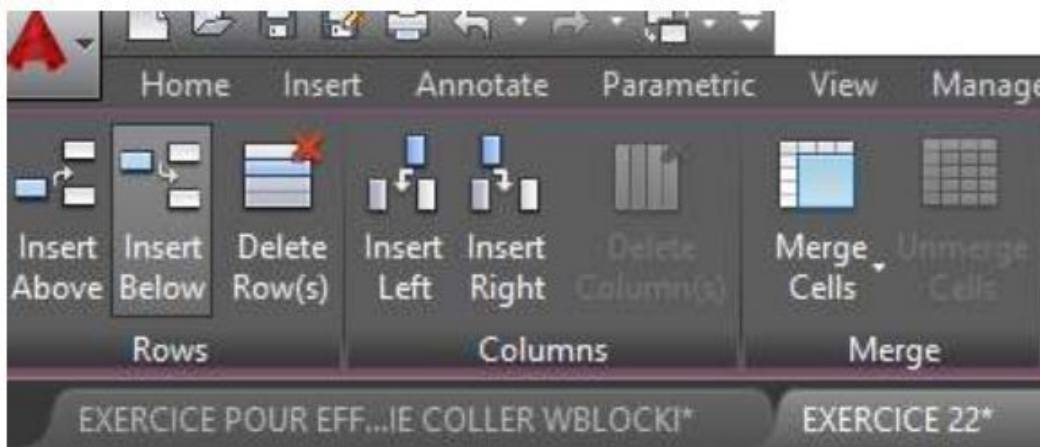 Home Insert Annotate Parametric View Manage
Insert Insert Delete Insert Insert Delete Merge Unmerge
Above Below Row(s) Left Right Column(s) Cells Cells
Rows Columns Merge
EXERCICE POUR EFF...IE COLLER WBLOCKI* EXERCICE 22*